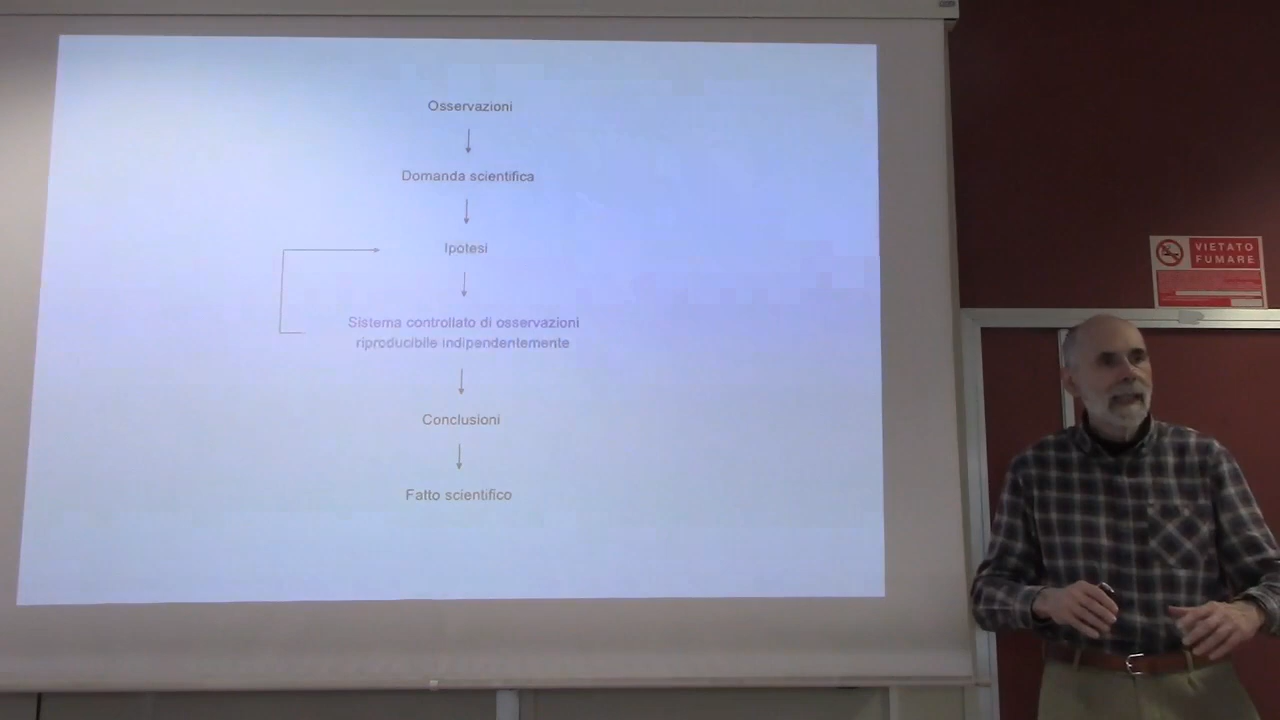 Osservazioni
Domanda scientifica
Ipotesi
Sistema controllato di osservazioni
riproducibile indipendentemente
Conclusioni
Fatto scientifico
VIETATO
FUMARE